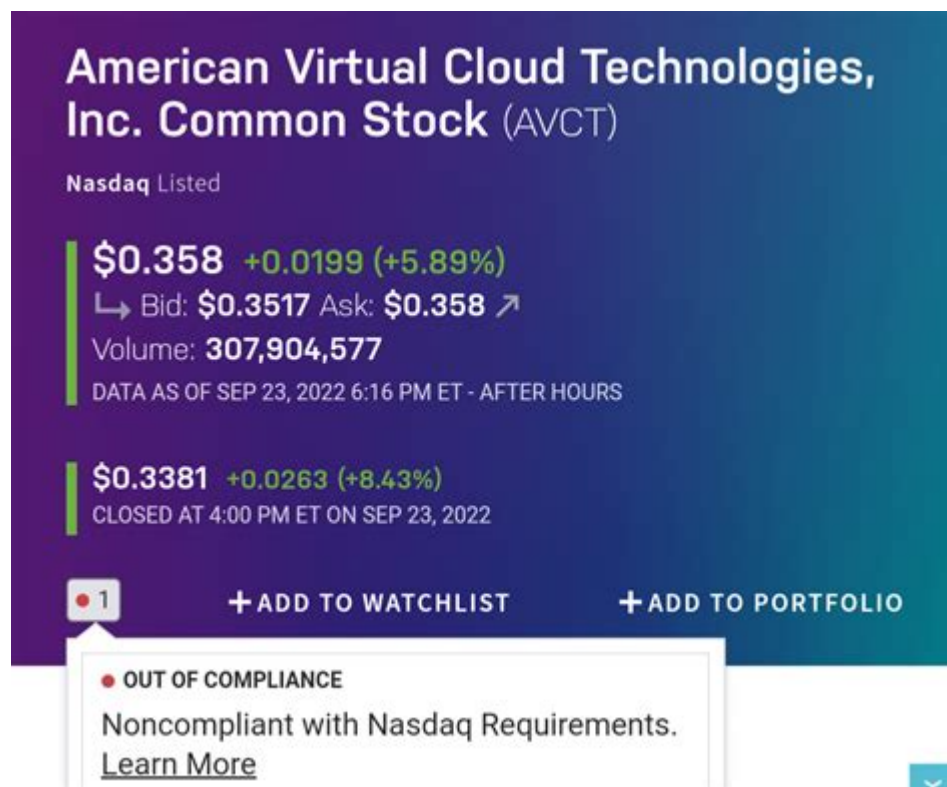 American Virtual Cloud Technologies,
Inc. Common Stock (AVCT)
Nasdaq Listed
$0.358 +0.0199 (+5.89%)
Bid: $0.3517 Ask: $0.358
Volume: 307,904,577
DATA AS OF SEP 23, 2022 6:16 PM ET - AFTER HOURS
$0.3381 +0.0263 (+8.43%)
CLOSED AT 4:00 PM ET ON SEP 23, 2022
1 +ADD TO WATCHLIST +ADD TO PORTFOLIO
OUT OF COMPLIANCE
Noncompliant with Nasdaq Requirements.
Learn More